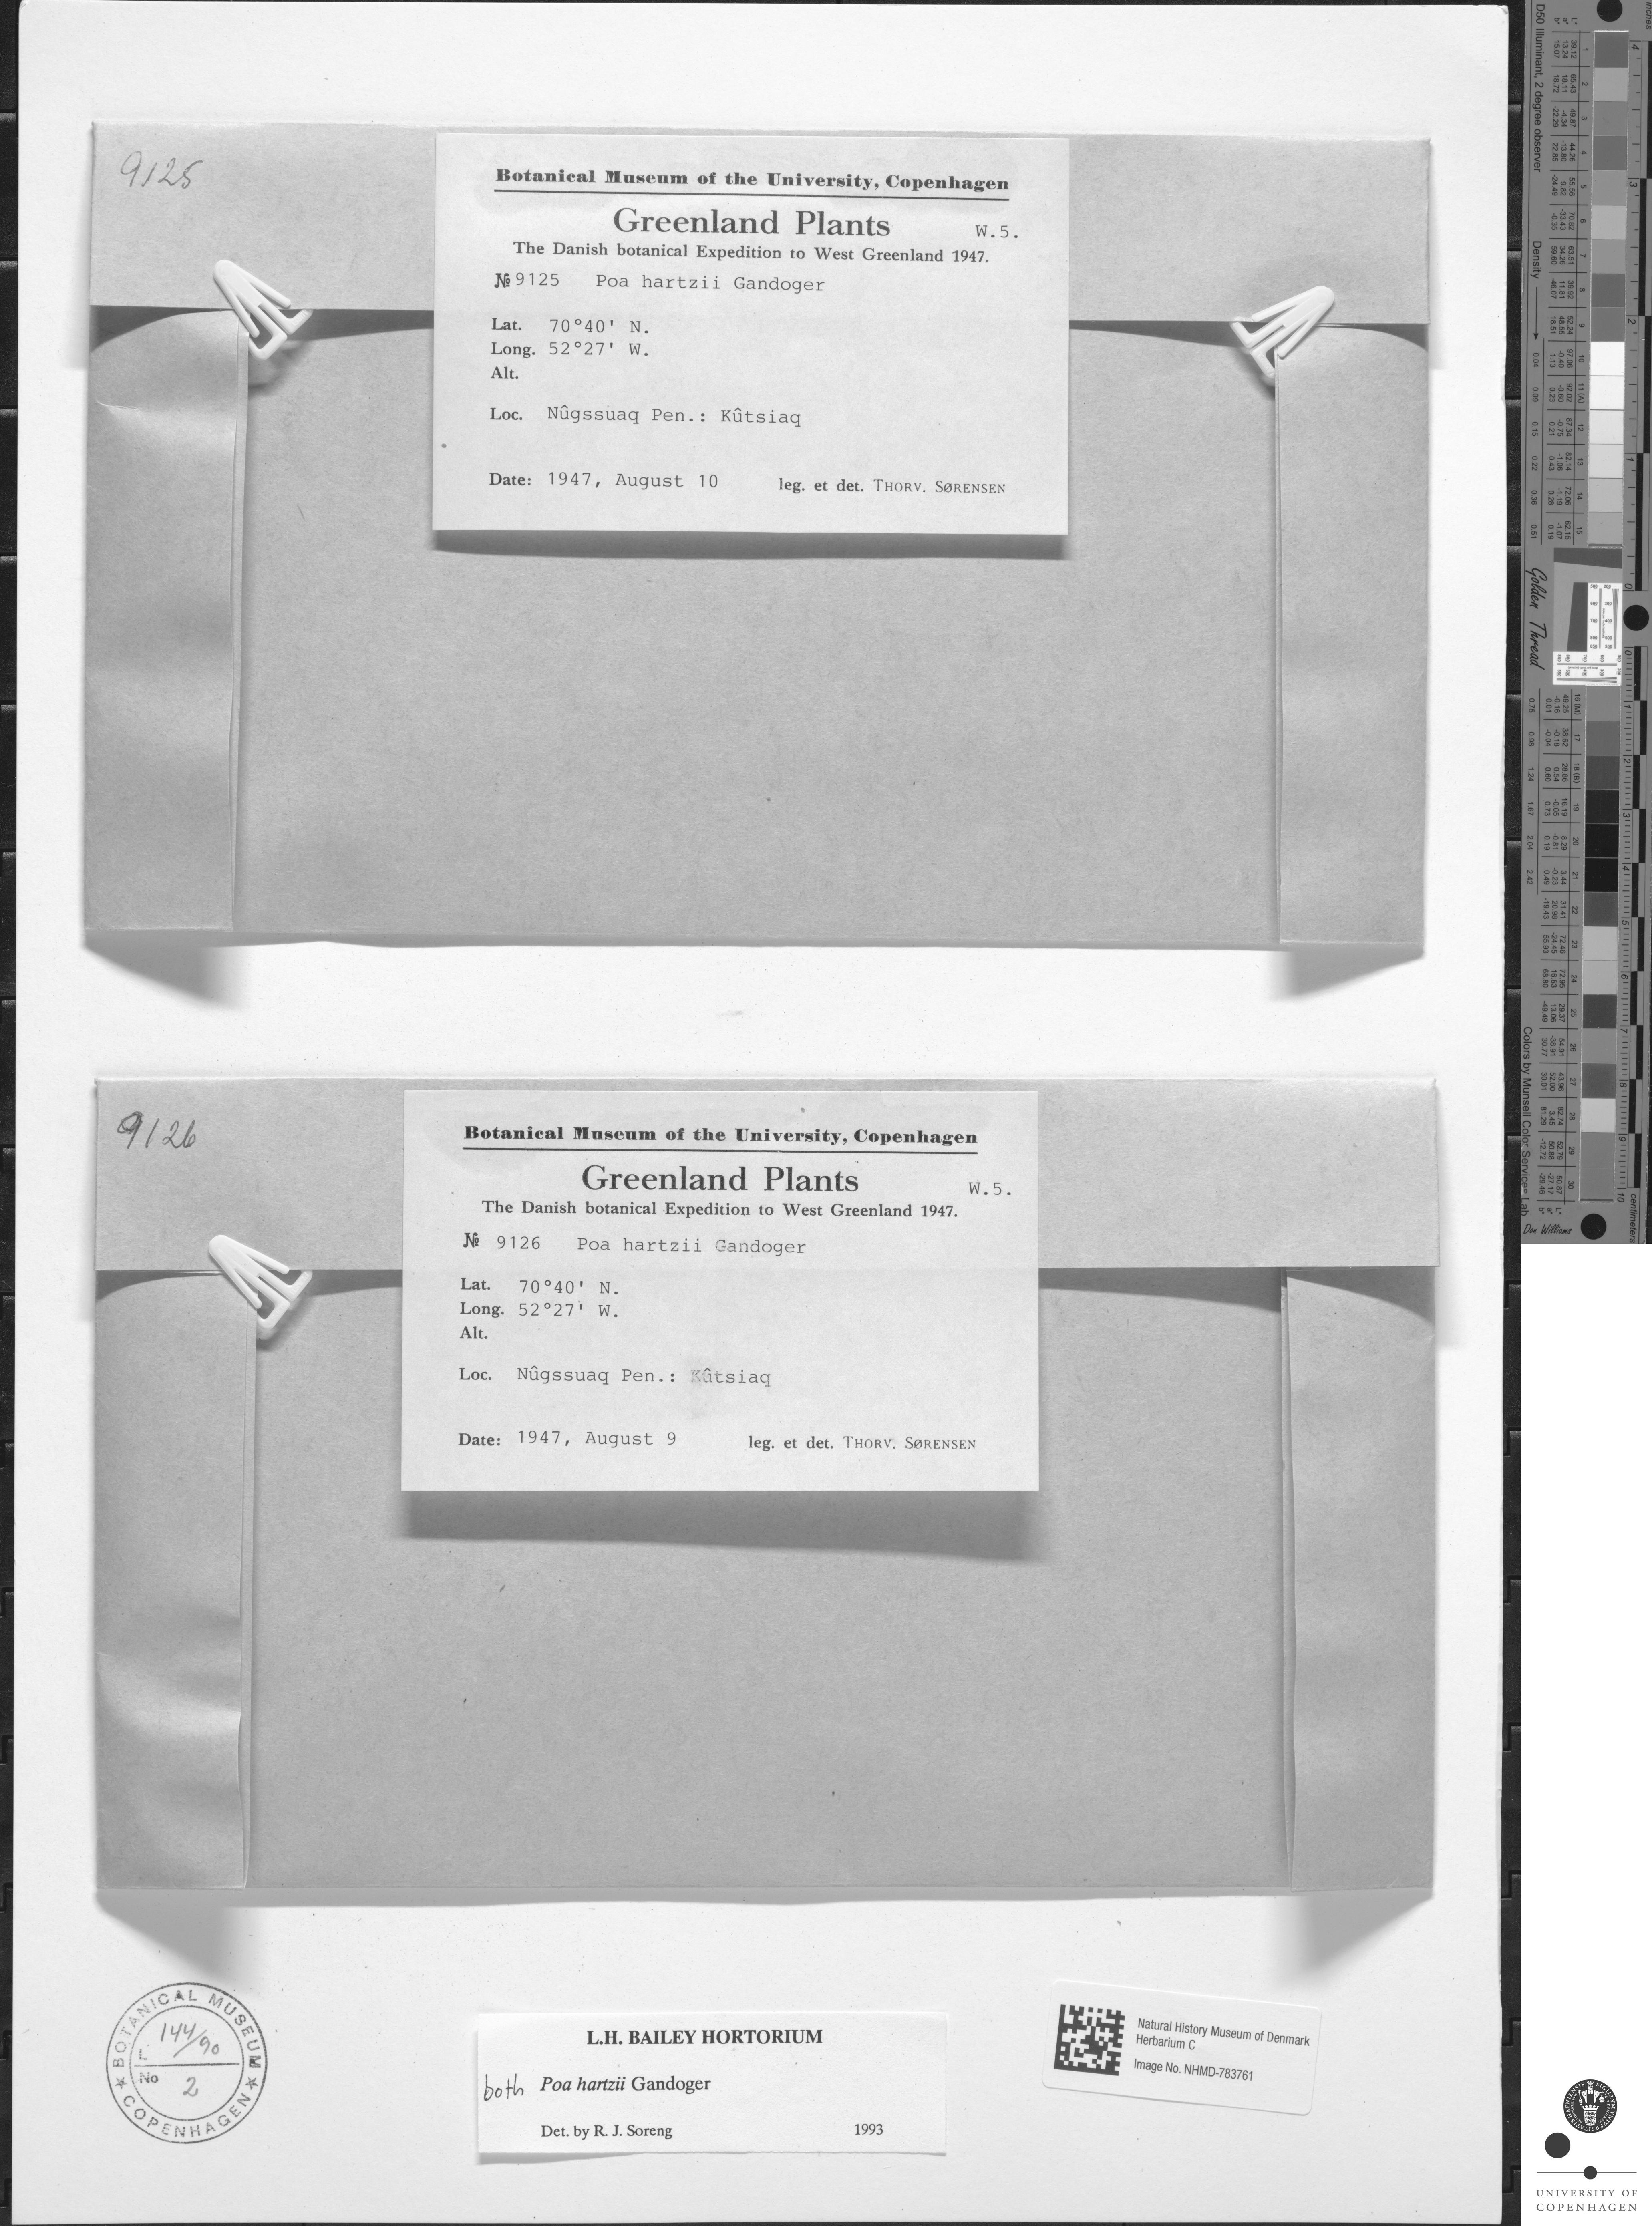 9125
Botanical Museum of the University, Copenhagen
Greenland Plants
W.5.
The Danish botanical Expedition to West Greenland 1947.
№ 9125 Poa hartzii Gandoger
Lat. 70°40' N.
Long. 52°27' W.
Alt.
Loc. Nûgssuaq Pen.: Kûtsiaq
Date: 1947, August 10 leg. et det. THORV. SØRENSEN
9126
Botanical Museum of the University, Copenhagen
Greenland Plants
W.5.
The Danish botanical Expedition to West Greenland 1947.
№ 9126 Poa hartzii Gandoger
Lat. 70°40' N.
Long. 52°27' W.
Alt.
Loc. Nûgssuaq Pen.: Kûtsiaq
Date: 1947, August 9 leg. et det. THORV. SØRENSEN
BOTANICAL MUSEUM
L. 144/90
No 2
COPENHAGEN
L.H. BAILEY HORTORIUM
both Poa hartzii Gandoger
Det. by R. J. Soreng 1993
Natural History Museum of Denmark
Herbarium C
Image No. NHMD-783761
D50 Illuminant, 2 degree observer
Density
Golden Thread
Colors by Munsell Color Services Lab
Don Williams
inches
centimeters
UNIVERSITY OF
COPENHAGEN